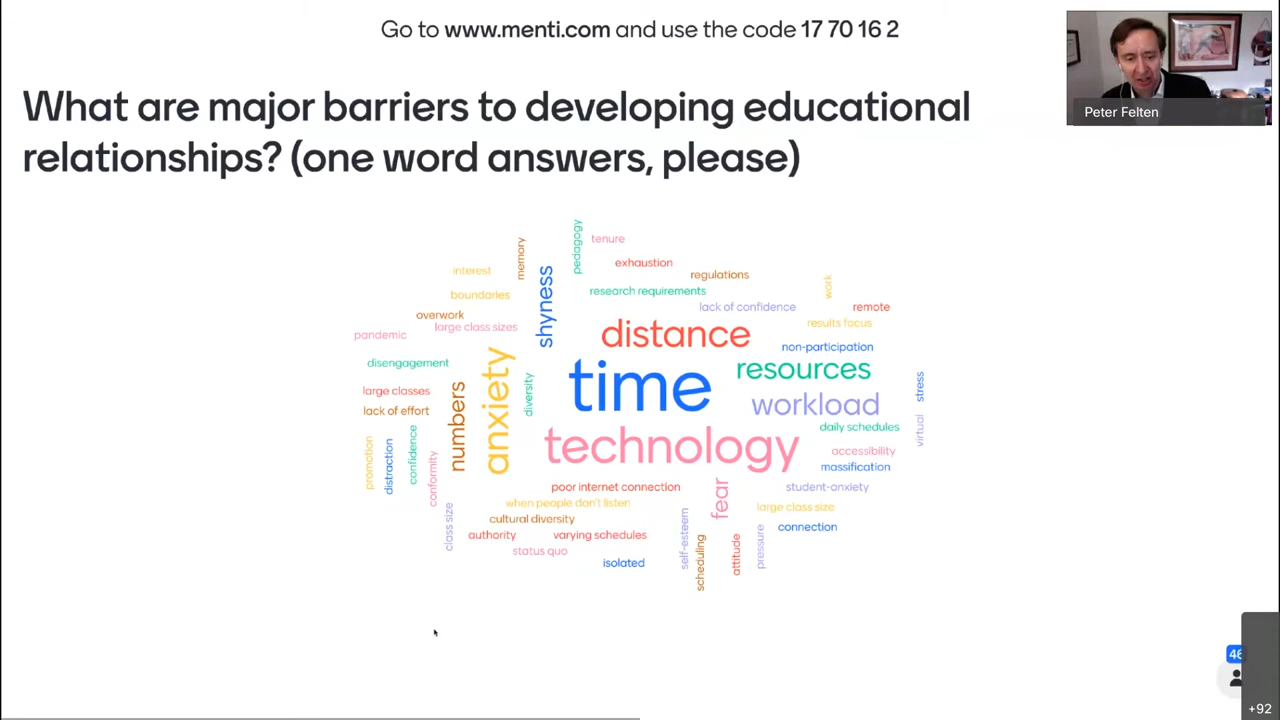 Go to www.menti.com and use the code 17 70 16 2
Peter Felten
What are major barriers to developing educational
relationships? (one word answers, please)
pedagogy
tenure
memory
exhaustion
interest
shyness
regulations
work
boundaries
research requirements
lack of confidence
remote
overwork
large class sizes
results focus
pandemic
distance
non-participation
disengagement
anxiety
diversity
time
resources
stress
large classes
numbers
workload
lack of effort
virtual
daily schedules
promotion
distraction
confidence
conformity
technology
accessibility
massification
poor internet connection
fear
student-anxiety
when people don't listen
large class size
class size
cultural diversity
self-esteem
connection
authority
varying schedules
scheduling
attitude
pressure
status quo
isolated
46
+92